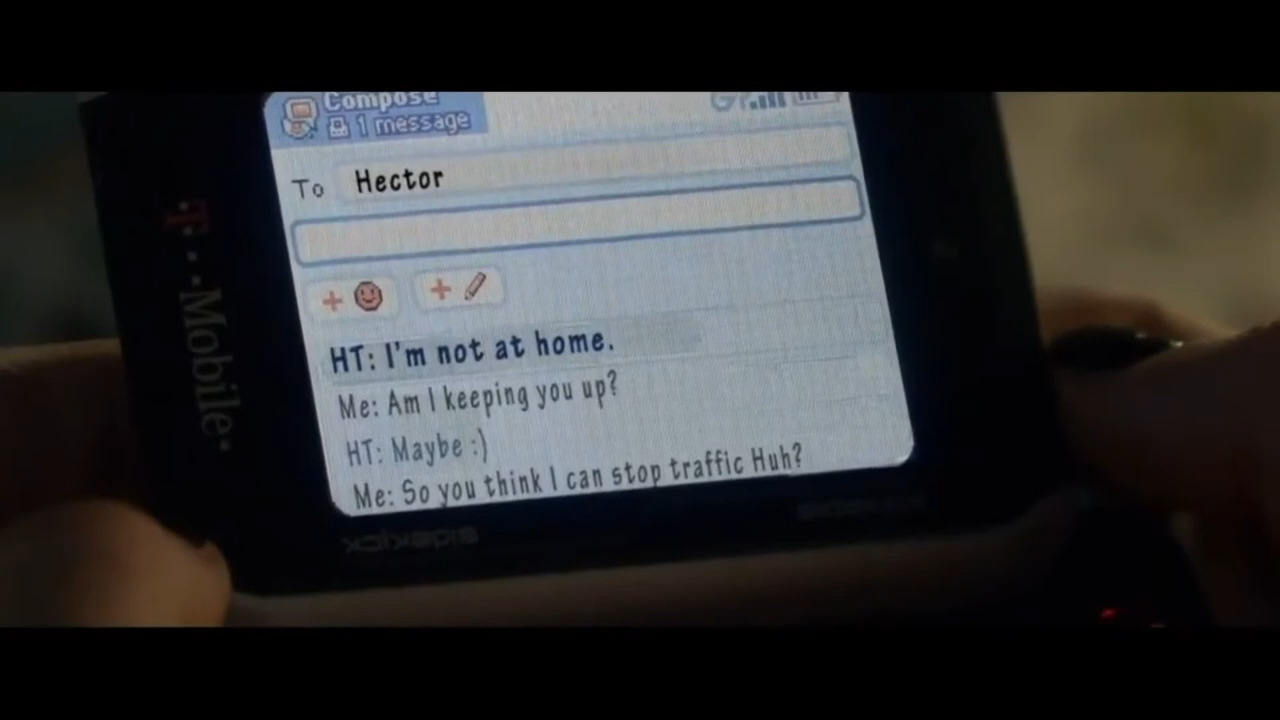 Compose
1 message
To Hector
HT: I'm not at home.
Me: Am I keeping you up?
HT: Maybe :)
Me: So you think I can stop traffic Huh?
T··Mobile·
sidekick